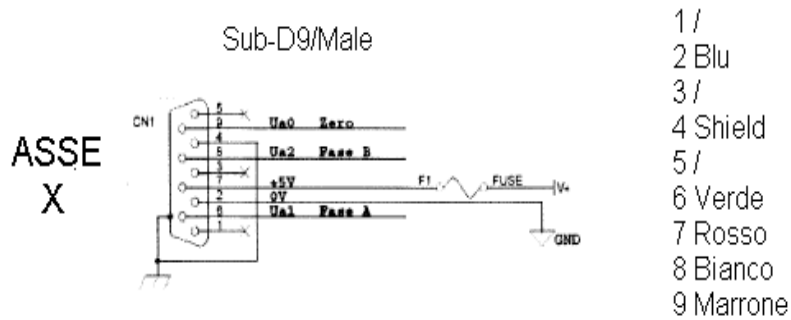 Sub-D9/Male
ASSE
X
CN1
5
9 Ua0 Zero
4
8 Ua2 Fase B
3
7 +5V F1 FUSE V+
2 0V
6 Ua1 Fase A GND
1
1 /
2 Blu
3 /
4 Shield
5 /
6 Verde
7 Rosso
8 Bianco
9 Marrone